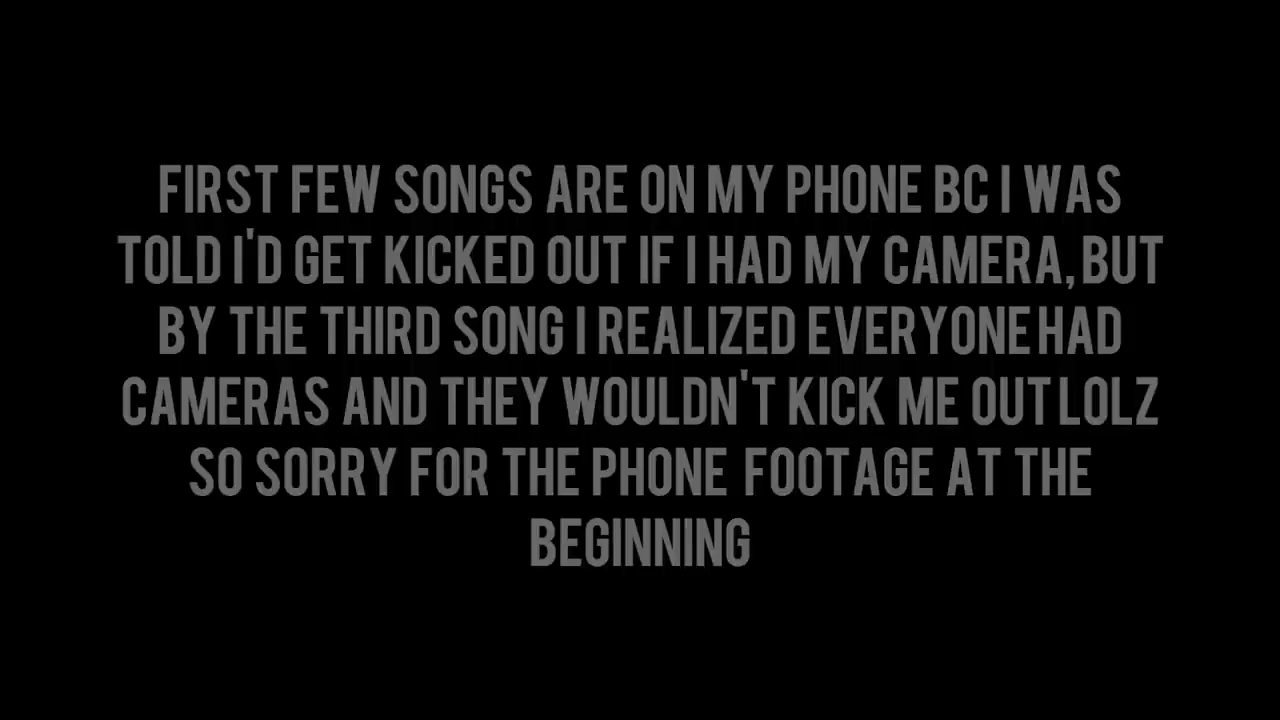 FIRST FEW SONGS ARE ON MY PHONE BC I WAS
TOLD I'D GET KICKED OUT IF I HAD MY CAMERA, BUT
BY THE THIRD SONG I REALIZED EVERYONE HAD
CAMERAS AND THEY WOULDN'T KICK ME OUT LOLZ
SO SORRY FOR THE PHONE FOOTAGE AT THE
BEGINNING